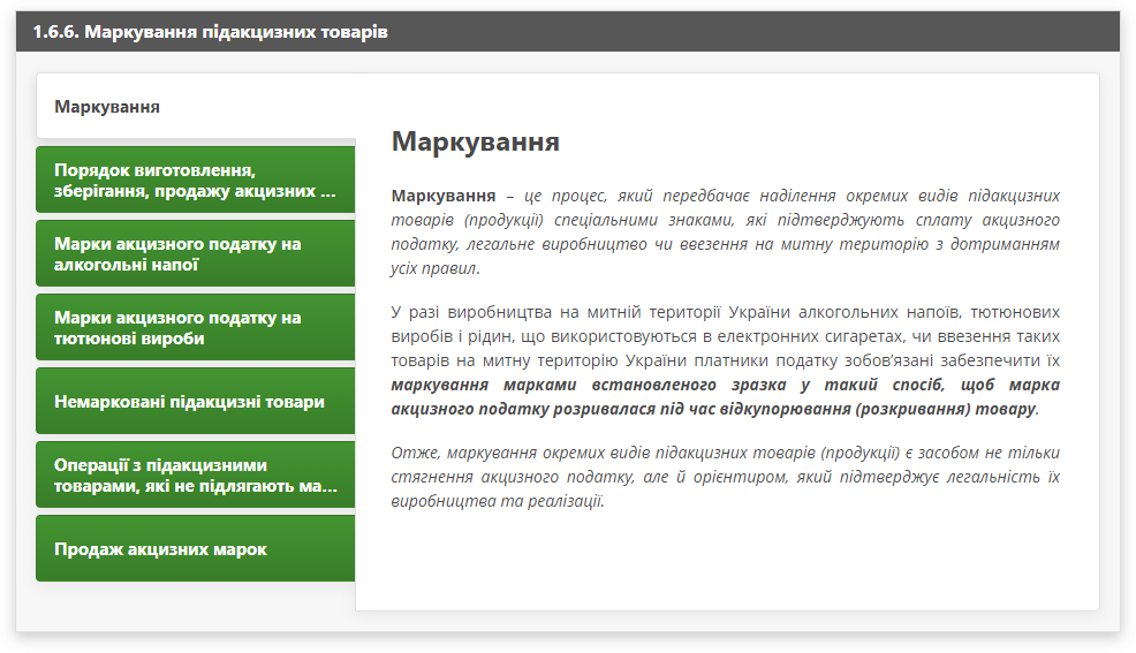 1.6.6. Маркування підакцизних товарів
Маркування
Порядок виготовлення,
зберігання, продажу акцизних ...
Марки акцизного податку на
алкогольні напої
Марки акцизного податку на
тютюнові вироби
Немарковані підакцизні товари
Операції з підакцизними
товарами, які не підлягають ма...
Продаж акцизних марок
Маркування
Маркування – це процес, який передбачає наділення окремих видів підакцизних
товарів (продукції) спеціальними знаками, які підтверджують сплату акцизного
податку, легальне виробництво чи ввезення на митну територію з дотриманням
усіх правил.
У разі виробництва на митній території України алкогольних напоїв, тютюнових
виробів і рідин, що використовуються в електронних сигаретах, чи ввезення таких
товарів на митну територію України платники податку зобов’язані забезпечити їх
маркування марками встановленого зразка у такий спосіб, щоб марка
акцизного податку розривалася під час відкупорювання (розкривання) товару.
Отже, маркування окремих видів підакцизних товарів (продукції) є засобом не тільки
стягнення акцизного податку, але й орієнтиром, який підтверджує легальність їх
виробництва та реалізації.